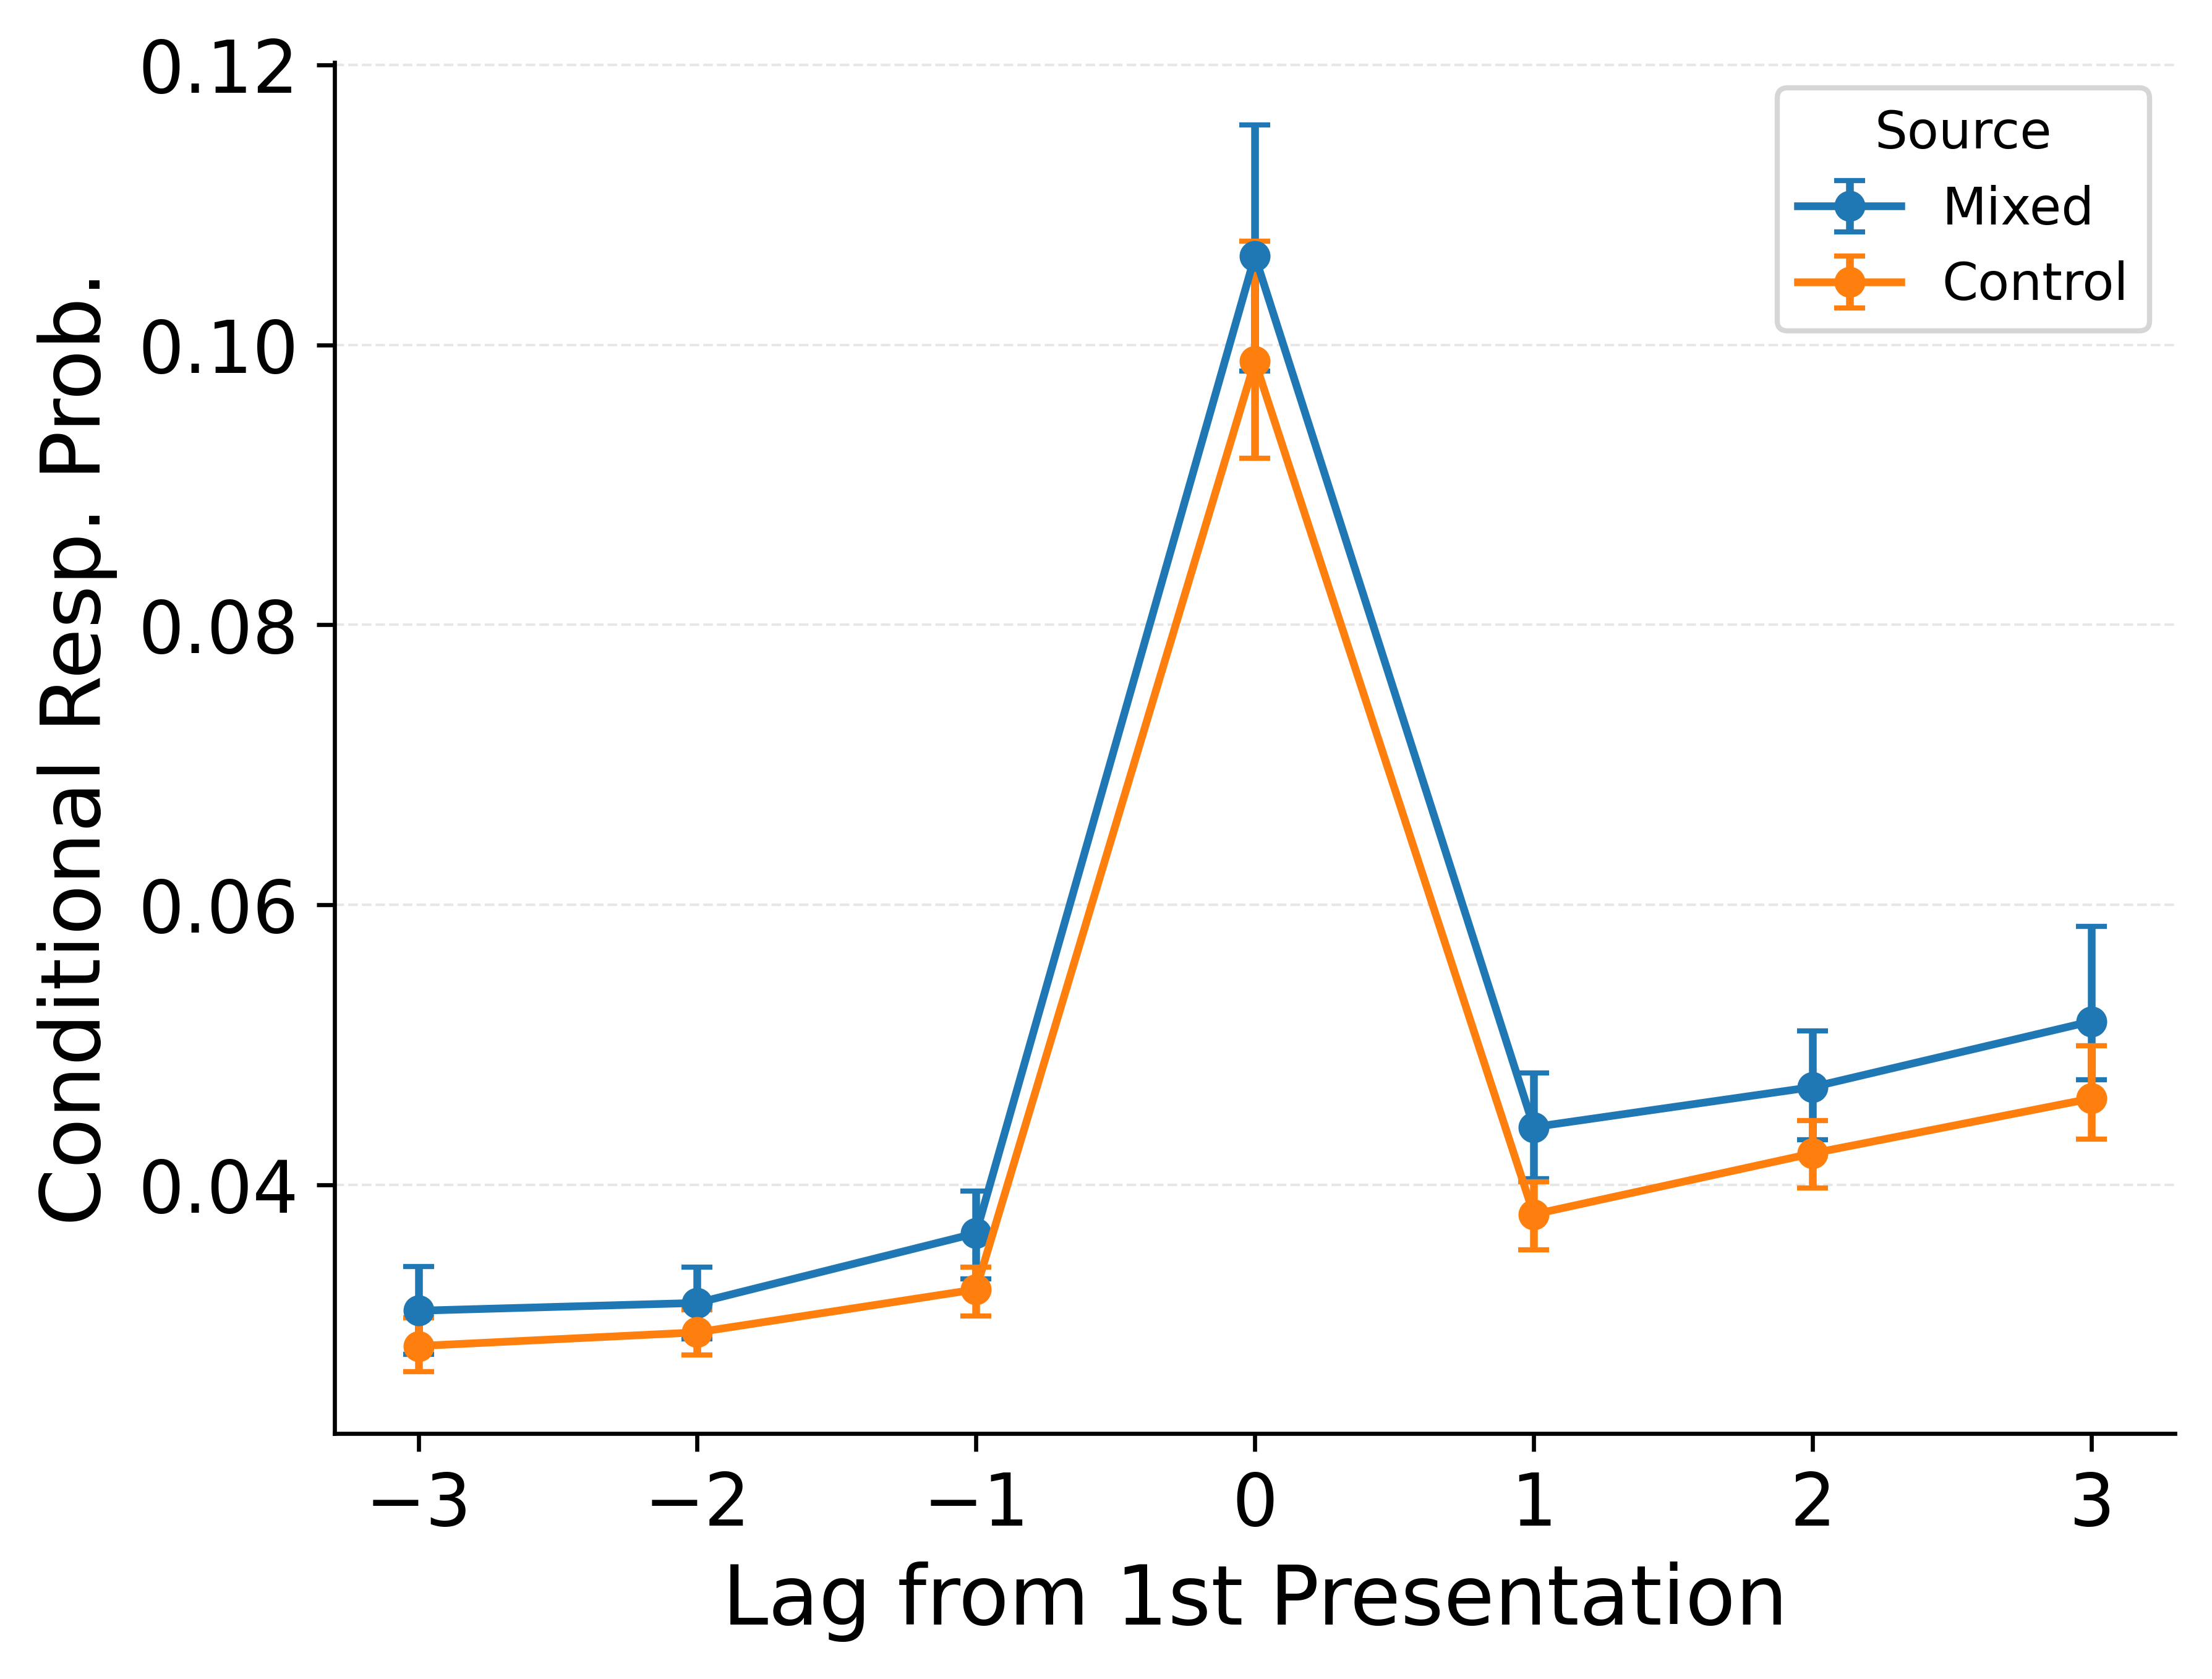 0.12
0.10
0.08
0.06
0.04
Conditional Resp. Prob.
Source
Mixed
Control
−3 −2 −1 0 1 2 3
Lag from 1st Presentation